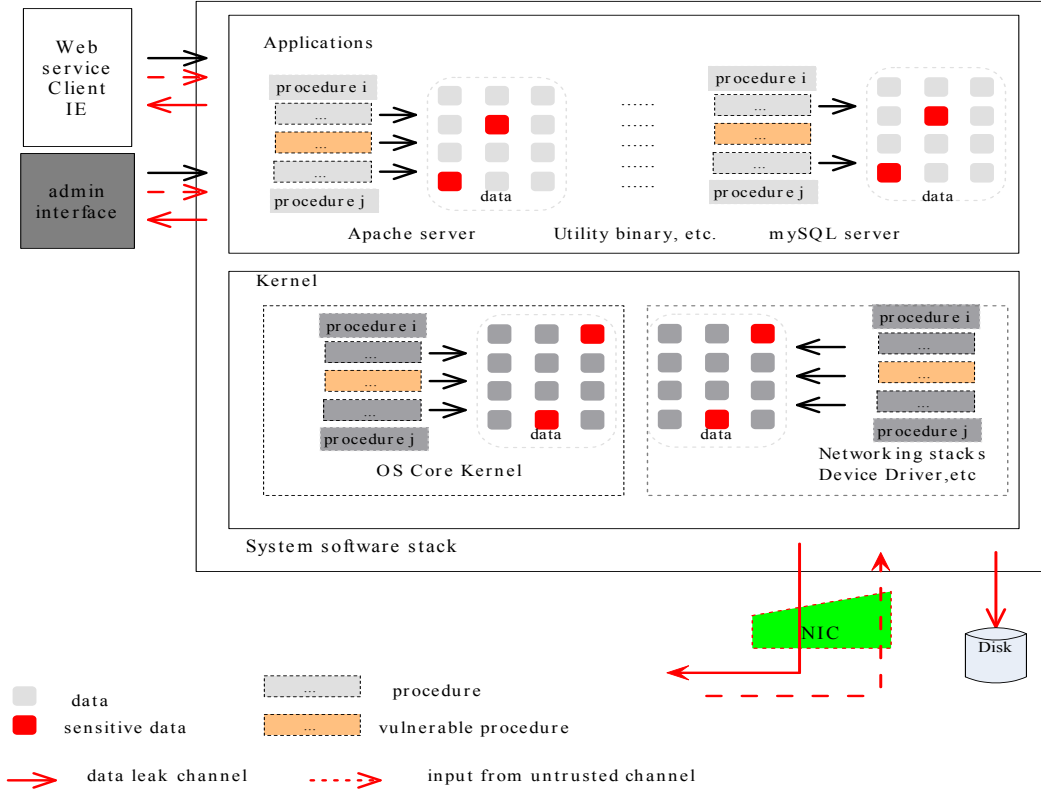 Web
service
Client
IE
admin
interface
Applications
procedure i
...
...
...
procedure j
data
Apache server
......
......
......
......
......
Utility binary, etc.
procedure i
...
...
...
procedure j
data
mySQL server
Kernel
procedure i
...
...
...
procedure j
data
OS Core Kernel
data
procedure i
...
...
...
procedure j
Networking stacks
Device Driver,etc
System software stack
NIC
Disk
data
sensitive data
... procedure
... vulnerable procedure
data leak channel
input from untrusted channel